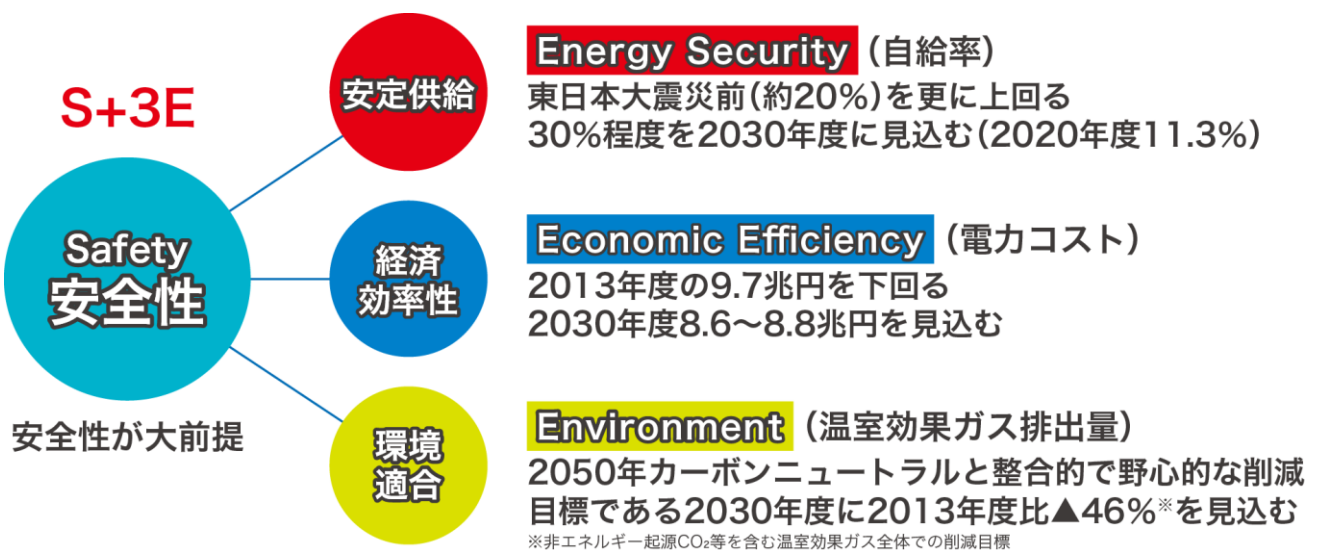 S+3E
Safety
安全性
安全性が大前提
安定供給
Energy Security（自給率）
東日本大震災前（約20%）を更に上回る
30%程度を2030年度に見込む（2020年度11.3%）
経済
効率性
Economic Efficiency（電力コスト）
2013年度の9.7兆円を下回る
2030年度8.6～8.8兆円を見込む
環境
適合
Environment（温室効果ガス排出量）
2050年カーボンニュートラルと整合的で野心的な削減
目標である2030年度に2013年度比▲46%※を見込む
※非エネルギー起源CO₂等を含む温室効果ガス全体での削減目標